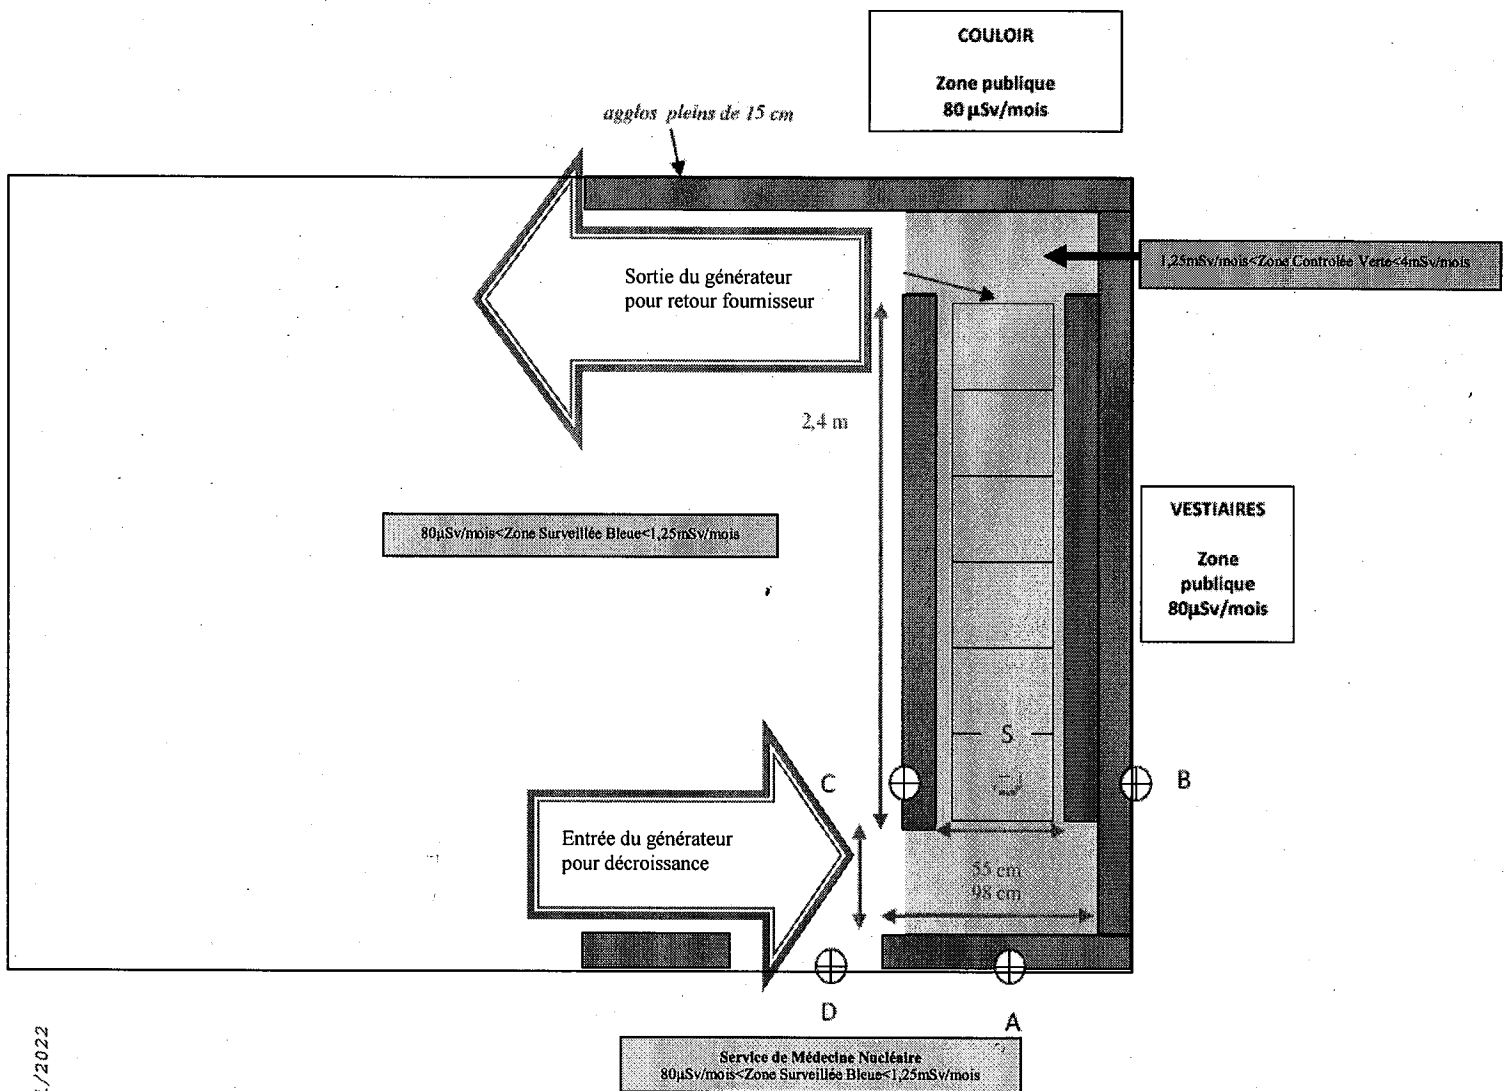 COULOIR
Zone publique
80 µSv/mois
agglos pleins de 15 cm
1,25mSv/mois<Zone Controlée Verte<4mSv/mois
Sortie du générateur
pour retour fournisseur
2,4 m
80µSv/mois<Zone Surveillée Bleue<1,25mSv/mois
VESTIAIRES
Zone
publique
80µSv/mois
S
C
B
Entrée du générateur
pour décroissance
55 cm
98 cm
D
A
Service de Médecine Nucléaire
80µSv/mois<Zone Surveillée Bleue<1,25mSv/mois
/2022